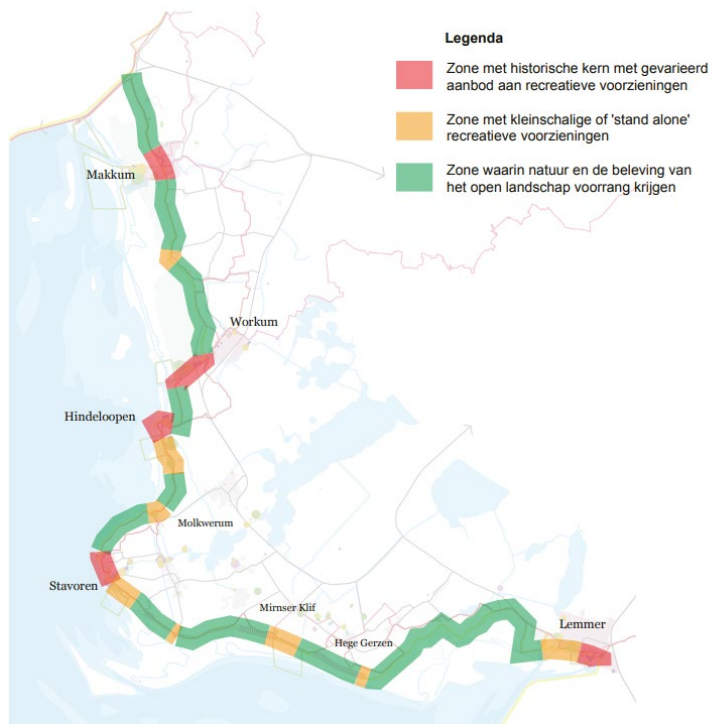 Legenda
Zone met historische kern met gevarieerd
aanbod aan recreatieve voorzieningen
Zone met kleinschalige of 'stand alone'
recreatieve voorzieningen
Zone waarin natuur en de beleving van
het open landschap voorrang krijgen
Makkum
Workum
Hindeloopen
Molkwerum
Stavoren
Mirnser Klif
Hege Gerzen
Lemmer